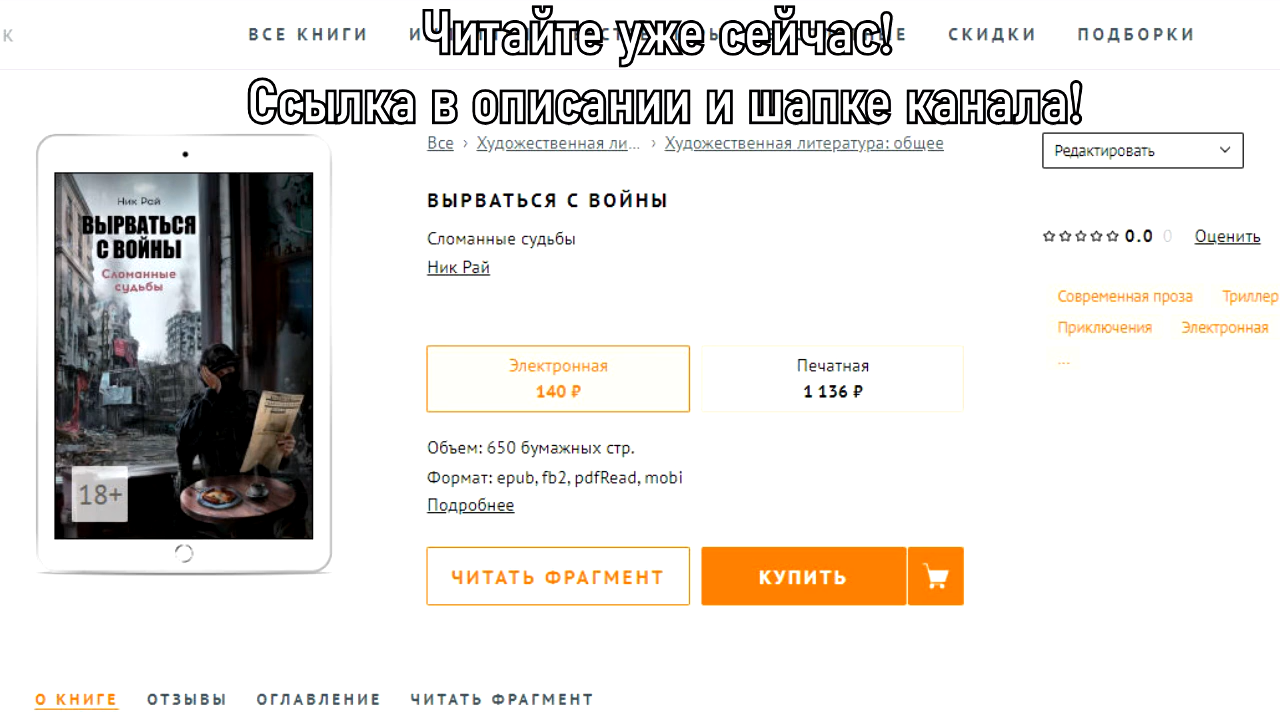 К
ВСЕ КНИГИ
СКИДКИ
ПОДБОРКИ
Читайте уже сейчас!
Ссылка в описании и шапке канала!
Все › Художественная ли... › Художественная литература: общее
Редактировать
Ник Рай
ВЫРВАТЬСЯ
С ВОЙНЫ
Сломанные
судьбы
18+
ВЫРВАТЬСЯ С ВОЙНЫ
Сломанные судьбы
Ник Рай
0.0 0 Оценить
Современная проза Триллер
Приключения Электронная
...
Электронная
140 ₽
Печатная
1 136 ₽
Объем: 650 бумажных стр.
Формат: epub, fb2, pdfRead, mobi
Подробнее
ЧИТАТЬ ФРАГМЕНТ
КУПИТЬ
О КНИГЕ ОТЗЫВЫ ОГЛАВЛЕНИЕ ЧИТАТЬ ФРАГМЕНТ